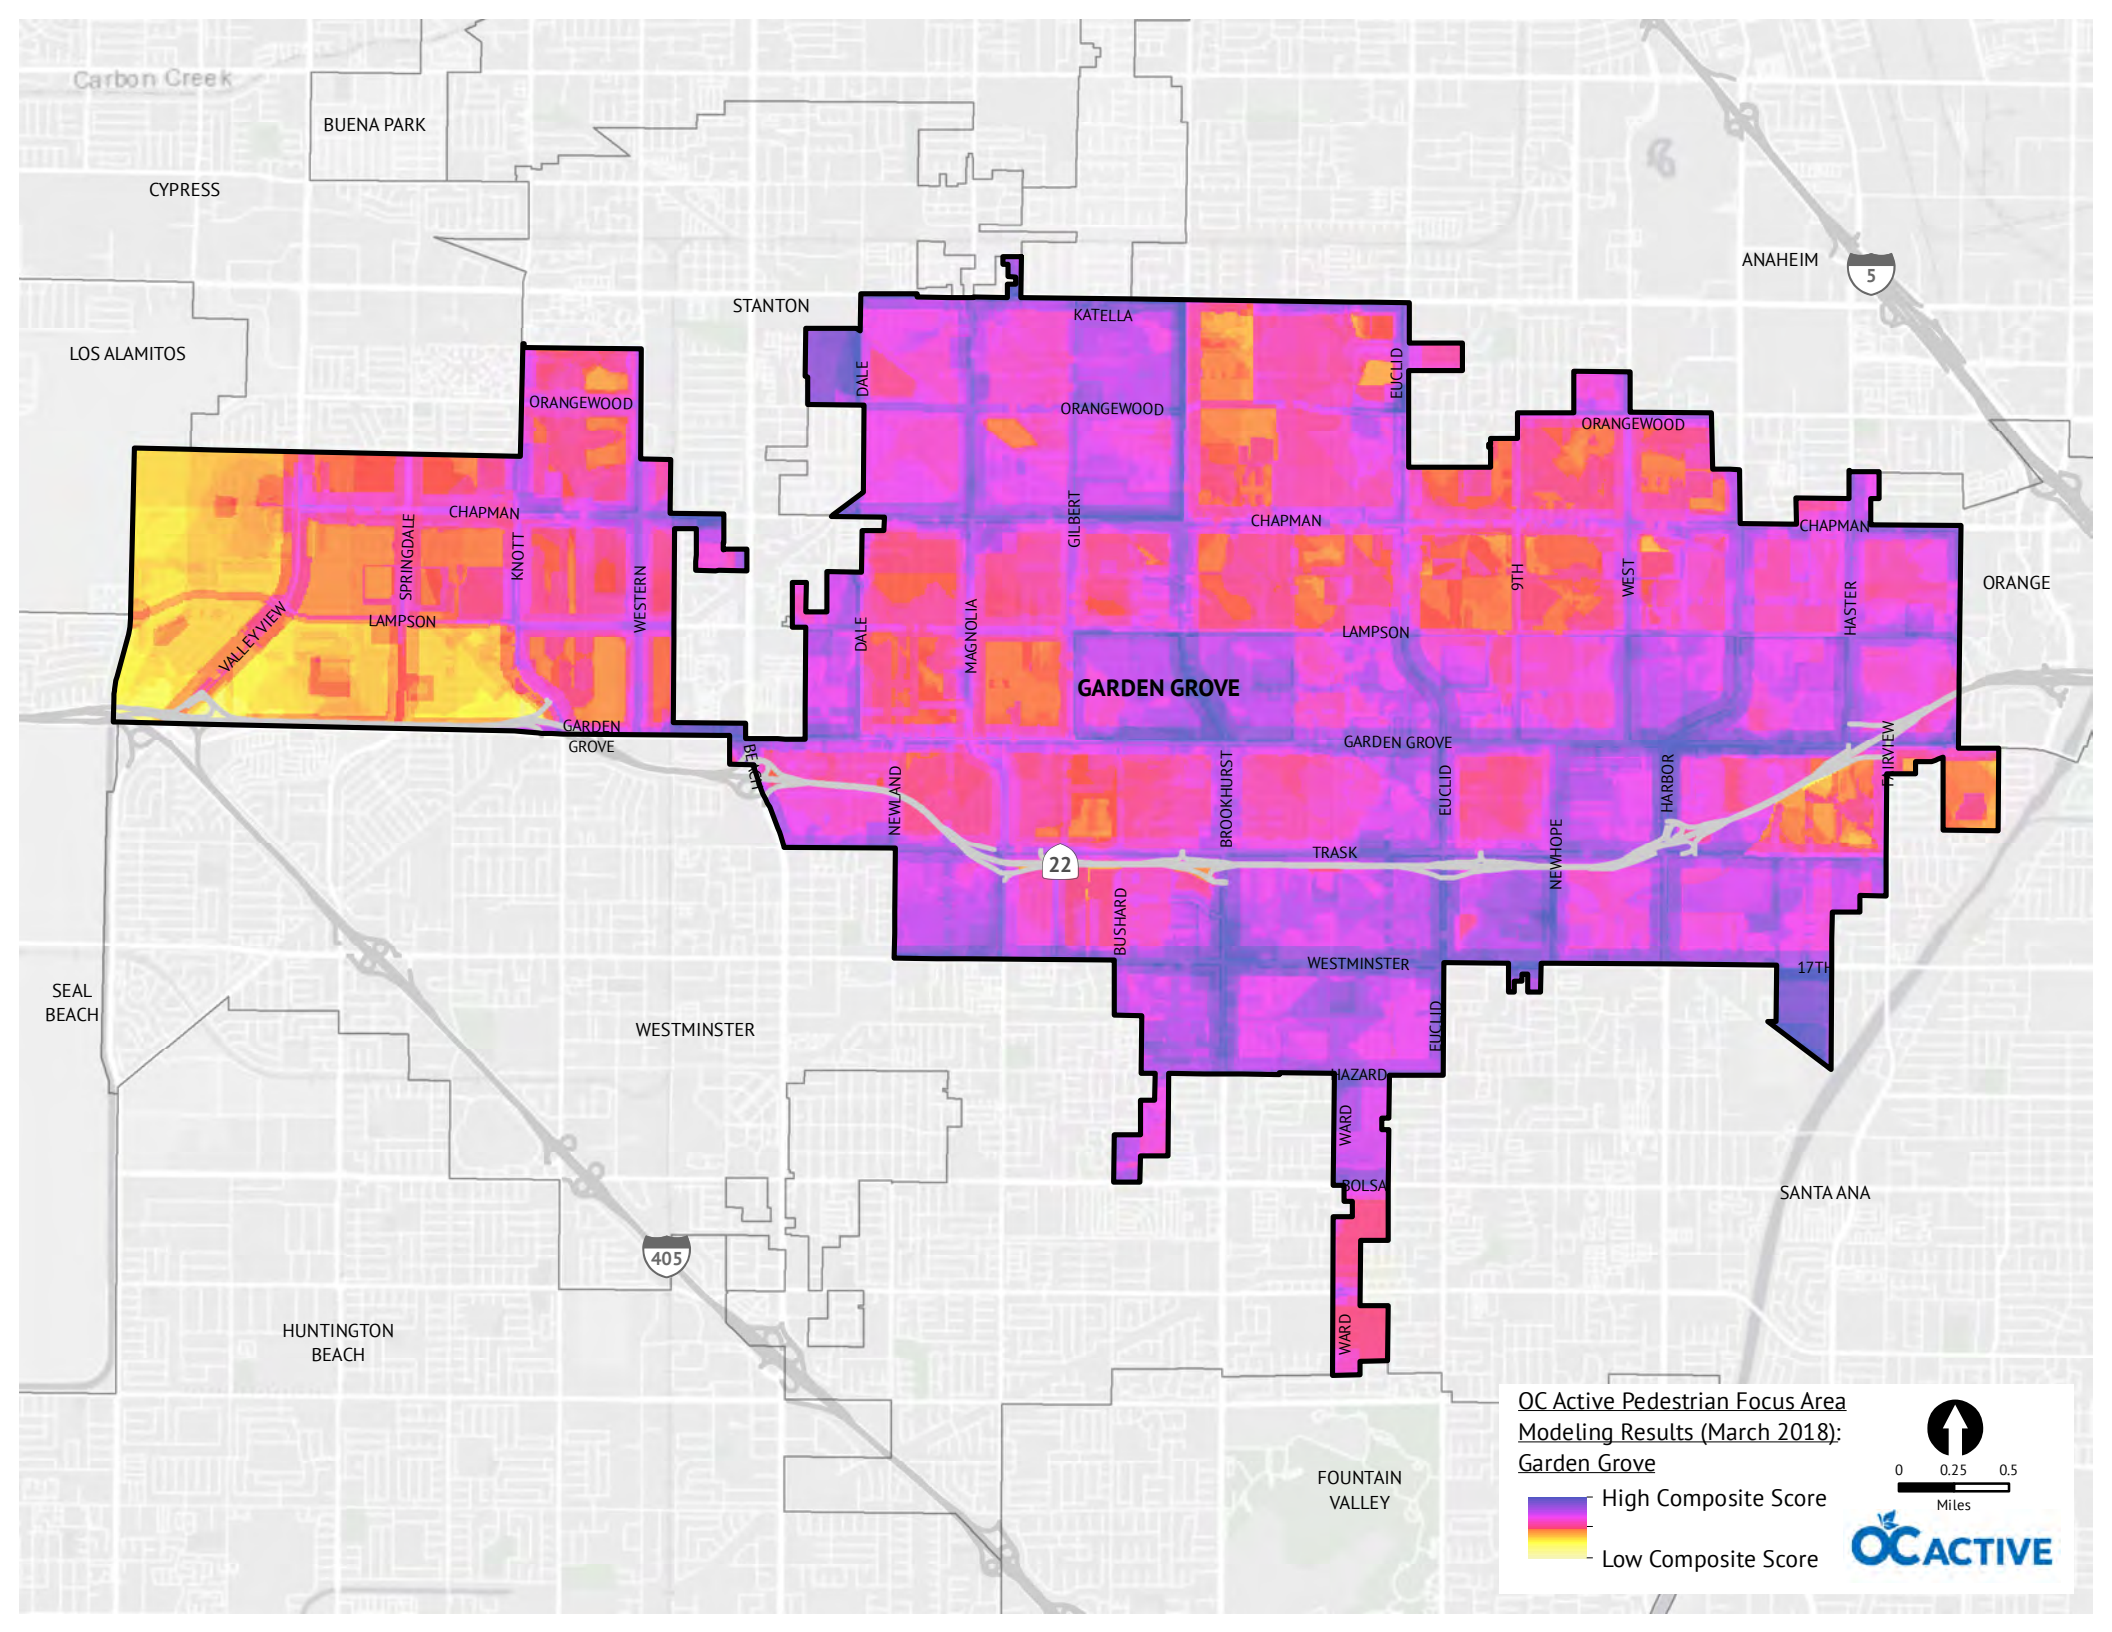 Carbon Creek
BUENA PARK
CYPRESS
ANAHEIM
5
STANTON
KATELLA
LOS ALAMITOS
DALE
EUCLID
ORANGEWOOD
ORANGEWOOD
ORANGEWOOD
CHAPMAN
GILBERT
CHAPMAN
CHAPMAN
SPRINGDALE
KNOTT
WESTERN
9TH
WEST
HASTER
ORANGE
LAMPSON
VALLEY VIEW
DALE
MAGNOLIA
LAMPSON
GARDEN GROVE
GARDEN
GROVE
BEACH
GARDEN GROVE
FAIRVIEW
NEWLAND
BROOKHURST
EUCLID
HARBOR
22
TRASK
NEWHOPE
BUSHARD
WESTMINSTER
17TH
SEAL
BEACH
WESTMINSTER
EUCLID
HAZARD
WARD
BOLSA
SANTA ANA
405
HUNTINGTON
BEACH
WARD
FOUNTAIN
VALLEY
OC Active Pedestrian Focus Area
Modeling Results (March 2018):
Garden Grove
High Composite Score
Low Composite Score
0 0.25 0.5
Miles
OC ACTIVE